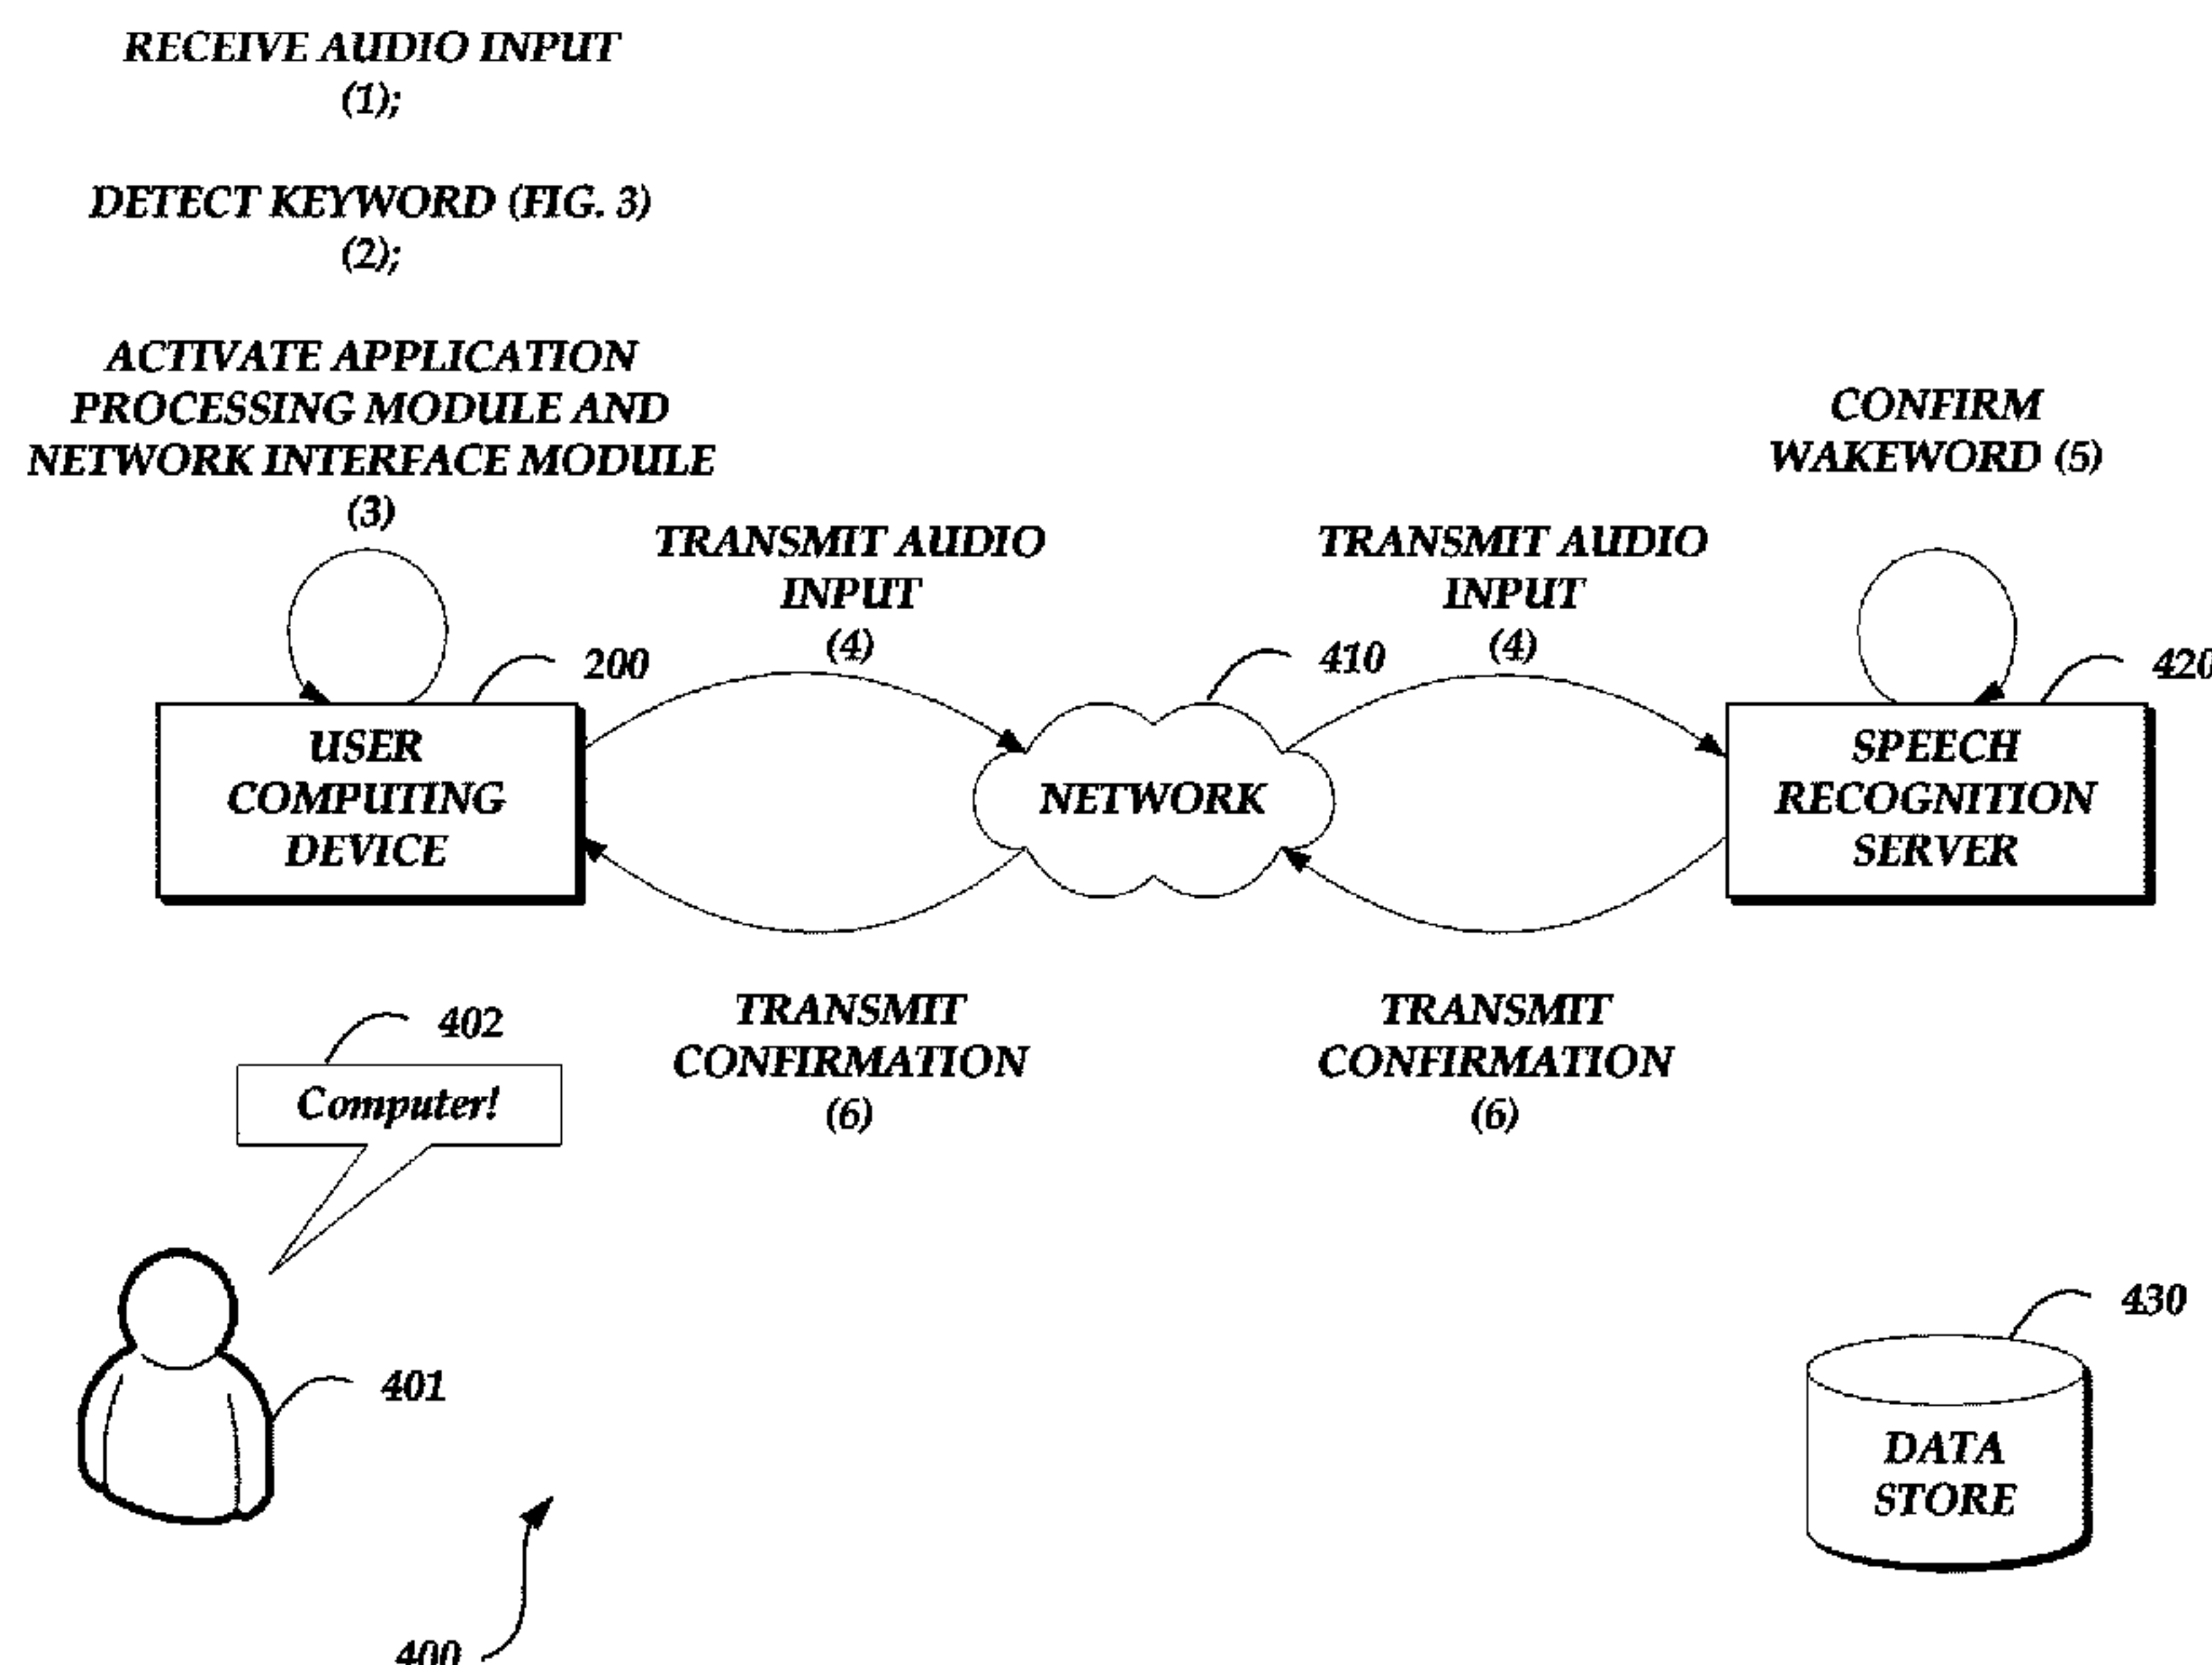 RECEIVE AUDIO INPUT
(1);
DETECT KEYWORD (FIG. 3)
(2);
ACTIVATE APPLICATION
PROCESSING MODULE AND
NETWORK INTERFACE MODULE
(3)
CONFIRM
WAKEWORD (5)
TRANSMIT AUDIO
INPUT
(4)
TRANSMIT AUDIO
INPUT
(4)
200
410
420
USER
COMPUTING
DEVICE
NETWORK
SPEECH
RECOGNITION
SERVER
TRANSMIT
CONFIRMATION
(6)
TRANSMIT
CONFIRMATION
(6)
402
Computer!
401
430
DATA
STORE
400